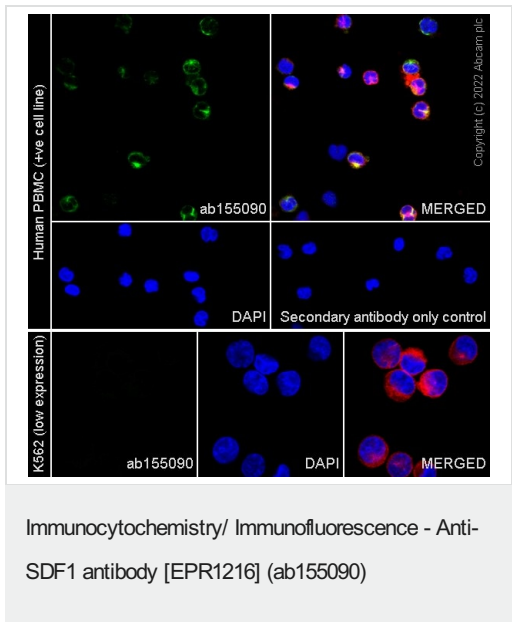 Human PBMC (+ve cell line)
ab155090
MERGED
Copyright (c) 2022 Abcam plc
DAPI
Secondary antibody only control
K562 (low expression)
ab155090
DAPI
MERGED
Immunocytochemistry/ Immunofluorescence - Anti-
SDF1 antibody [EPR1216] (ab155090)